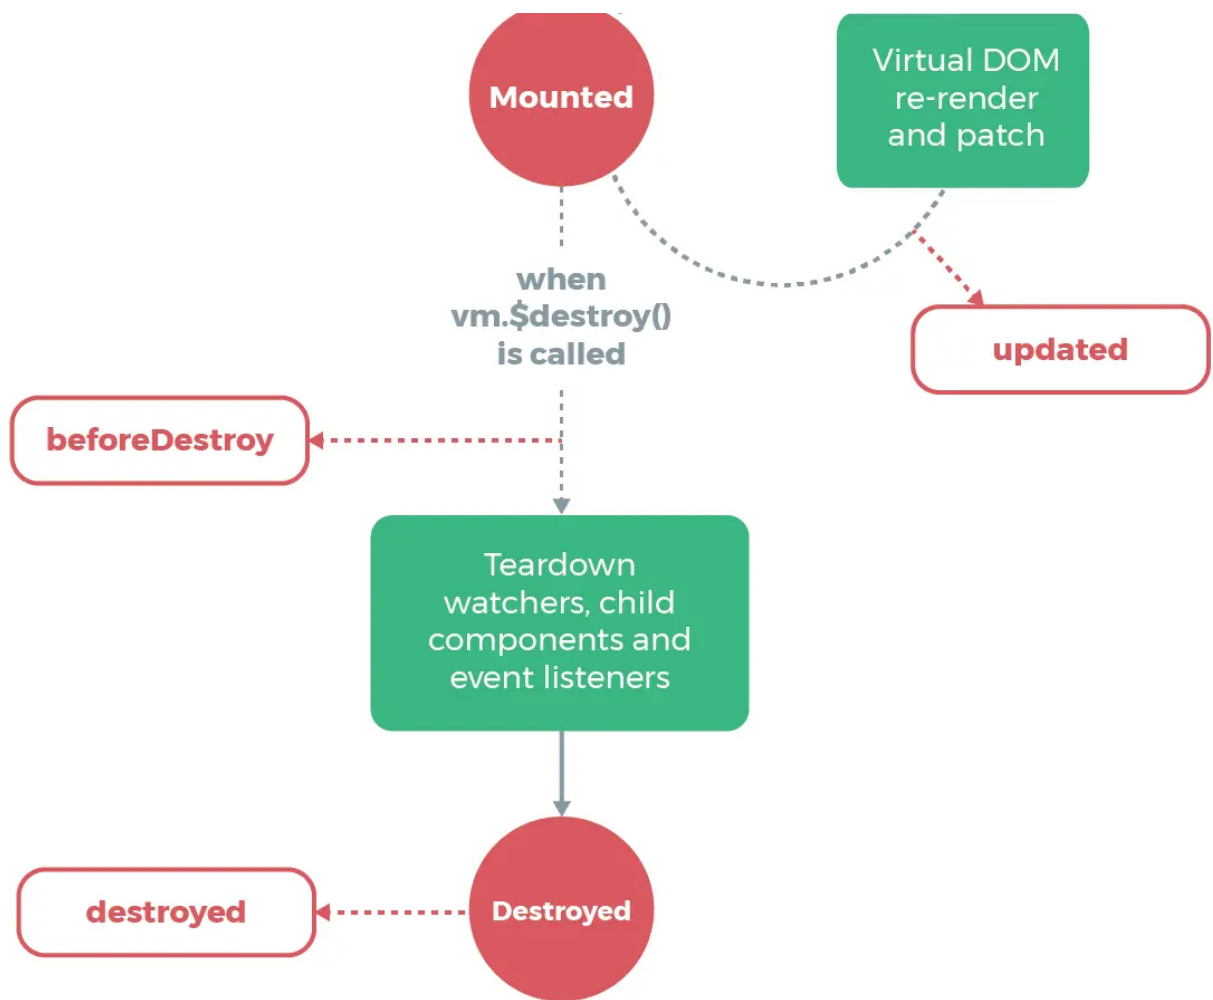 Mounted
Virtual DOM
re-render
and patch
when
vm.$destroy()
is called
updated
beforeDestroy
Teardown
watchers, child
components and
event listeners
destroyed
Destroyed